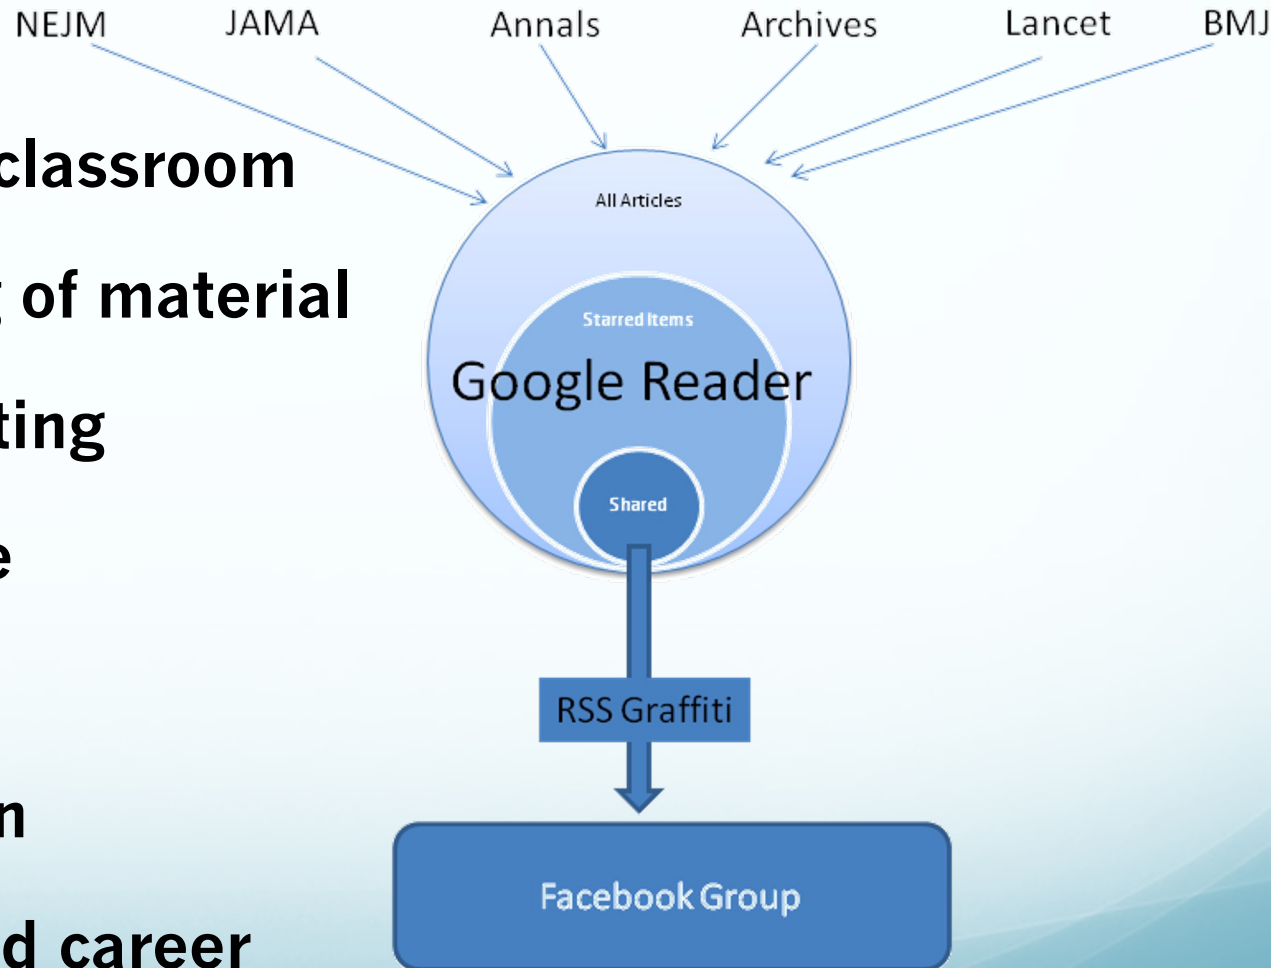 NEJM JAMA Annals Archives Lancet BMJ
classroom
of material
ting
e
n
d career
All Articles
Starred Items
Google Reader
Shared
RSS Graffiti
Facebook Group